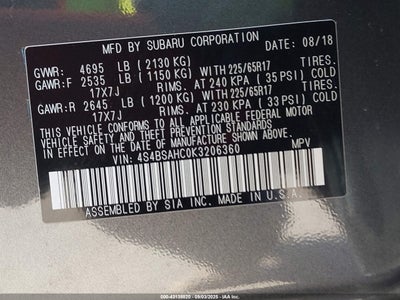 MFD BY SUBARU CORPORATION DATE 08/18
GVWR: 4695 LB (2130 KG)
GAWR:F 2535 LB (1150 KG) WITH 225/65R17 TIRES.
17X7J RIMS. AT 240 KPA (35 PSI) COLD
GAWR:R 2645 LB (1200 KG) WITH 225/65R17 TIRES.
17X7J RIMS. AT 230 KPA (33 PSI) COLD
THIS VEHICLE CONFORMS TO ALL APPLICABLE FEDERAL MOTOR
VEHICLE SAFETY AND THEFT PREVENTION STANDARDS IN
EFFECT ON THE DATE OF MANUFACTURE SHOWN ABOVE.
VIN: 4S4BSAHC0K3206360 MPV
ASSEMBLED BY SIA INC. MADE IN U.S.A.
000-43138020 - 09/03/2025 - IAA Inc.